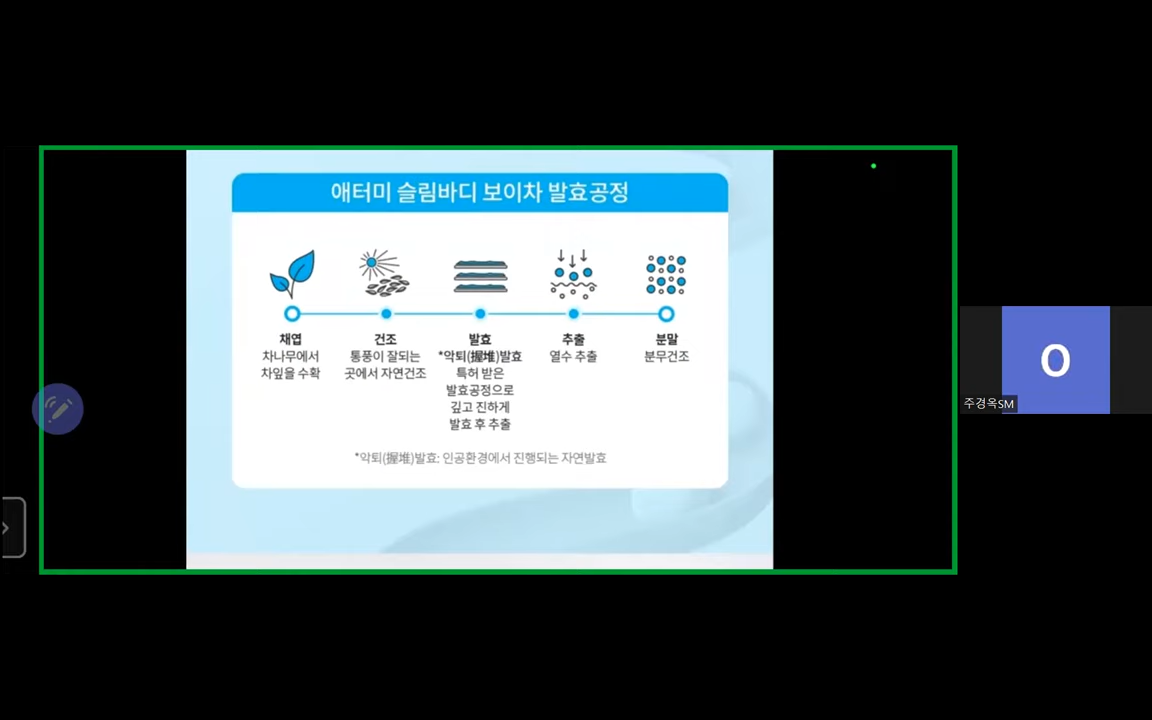 애터미 슬림바디 보이차 발효공정
채엽
차나무에서
차잎을 수확
건조
통풍이 잘되는
곳에서 자연건조
발효
*악퇴(握堆)발효
특허 받은
발효공정으로
깊고 진하게
발효 후 추출
추출
열수 추출
분말
분무건조
*악퇴(握堆)발효: 인공환경에서 진행되는 자연발효
O
주경옥SM